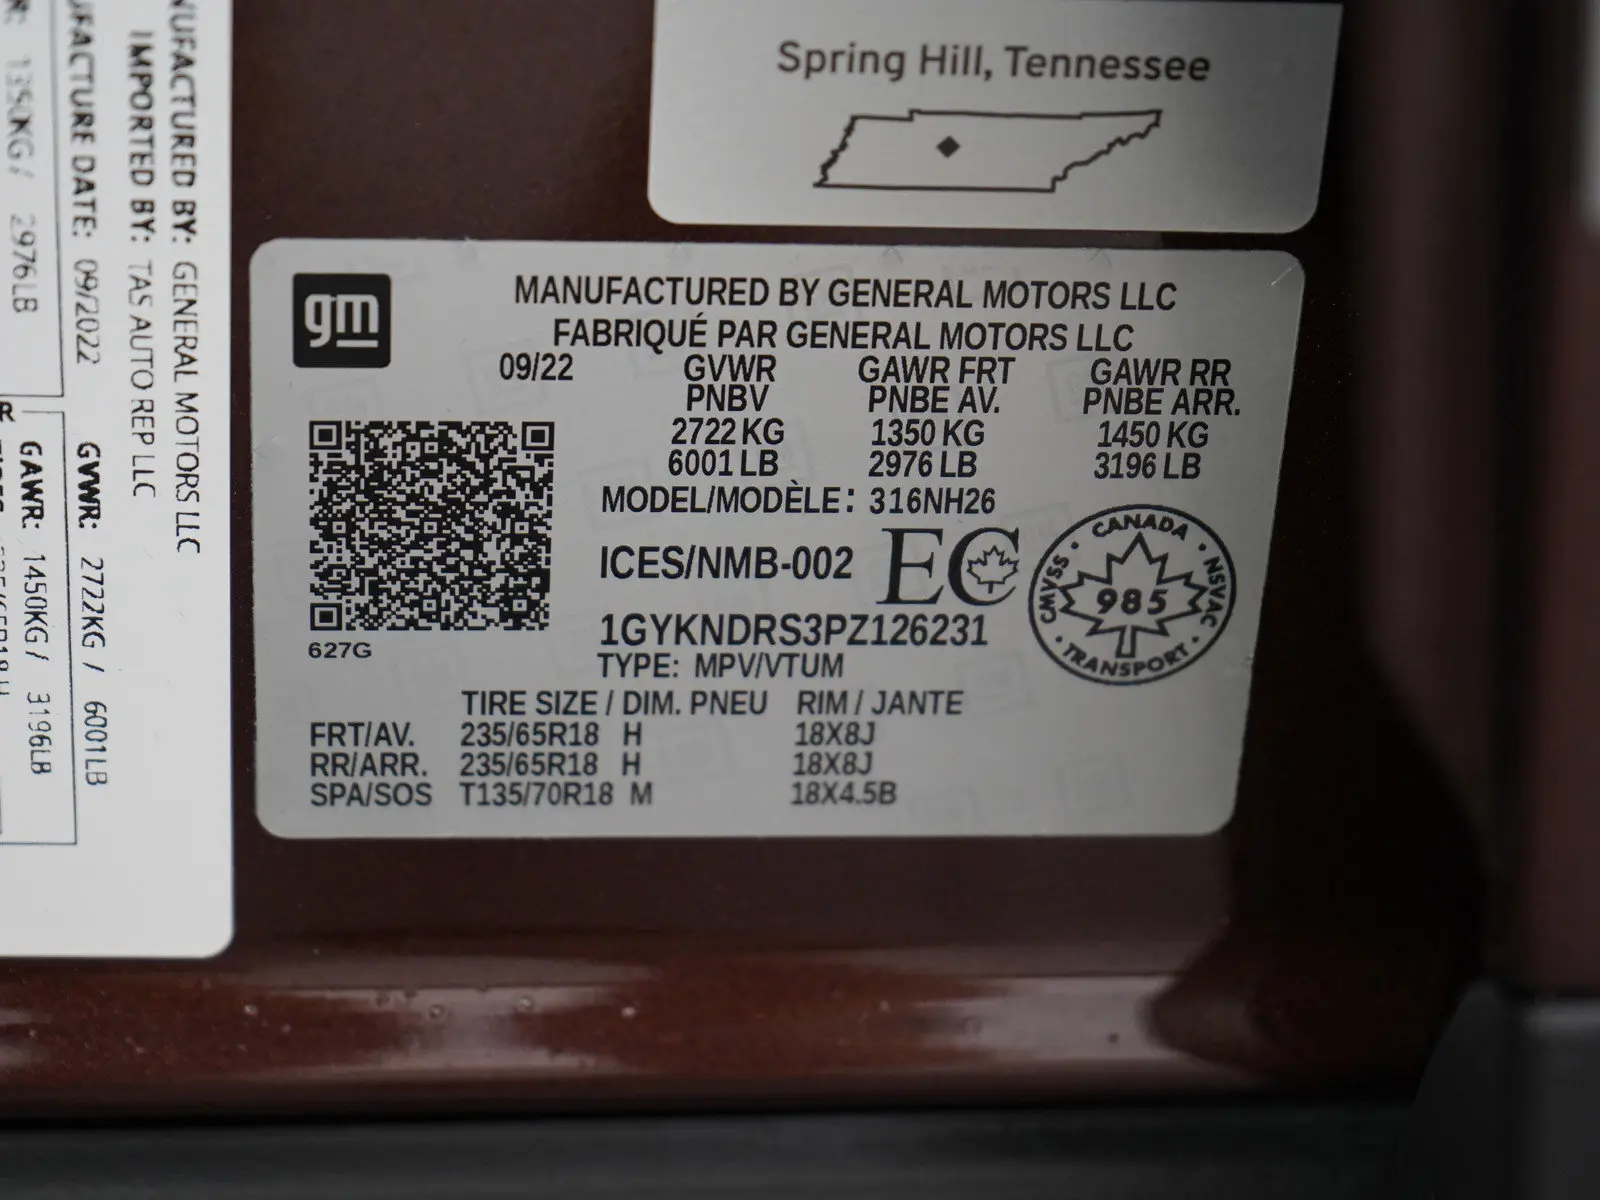 Spring Hill, Tennessee
gm
MANUFACTURED BY GENERAL MOTORS LLC
FABRIQUÉ PAR GENERAL MOTORS LLC
09/22 GVWR GAWR FRT GAWR RR
PNBV PNBE AV. PNBE ARR.
2722 KG 1350 KG 1450 KG
6001 LB 2976 LB 3196 LB
MODEL/MODÈLE: 316NH26
ICES/NMB-002 EC
CANADA
CMVSS 985 NSVAC
TRANSPORT
1GYKNDRS3PZ126231
627G
TYPE: MPV/VTUM
TIRE SIZE / DIM. PNEU RIM / JANTE
FRT/AV. 235/65R18 H 18X8J
RR/ARR. 235/65R18 H 18X8J
SPA/SOS T135/70R18 M 18X4.5B
BY: GENERAL MOTORS LLC
IMPORTED BY: TAS AUTO REP LLC
DATE: 09/2022
GVWR: 2722KG / 6001LB
1350KG / 2976LB
GAWR: 1450KG / 3196LB